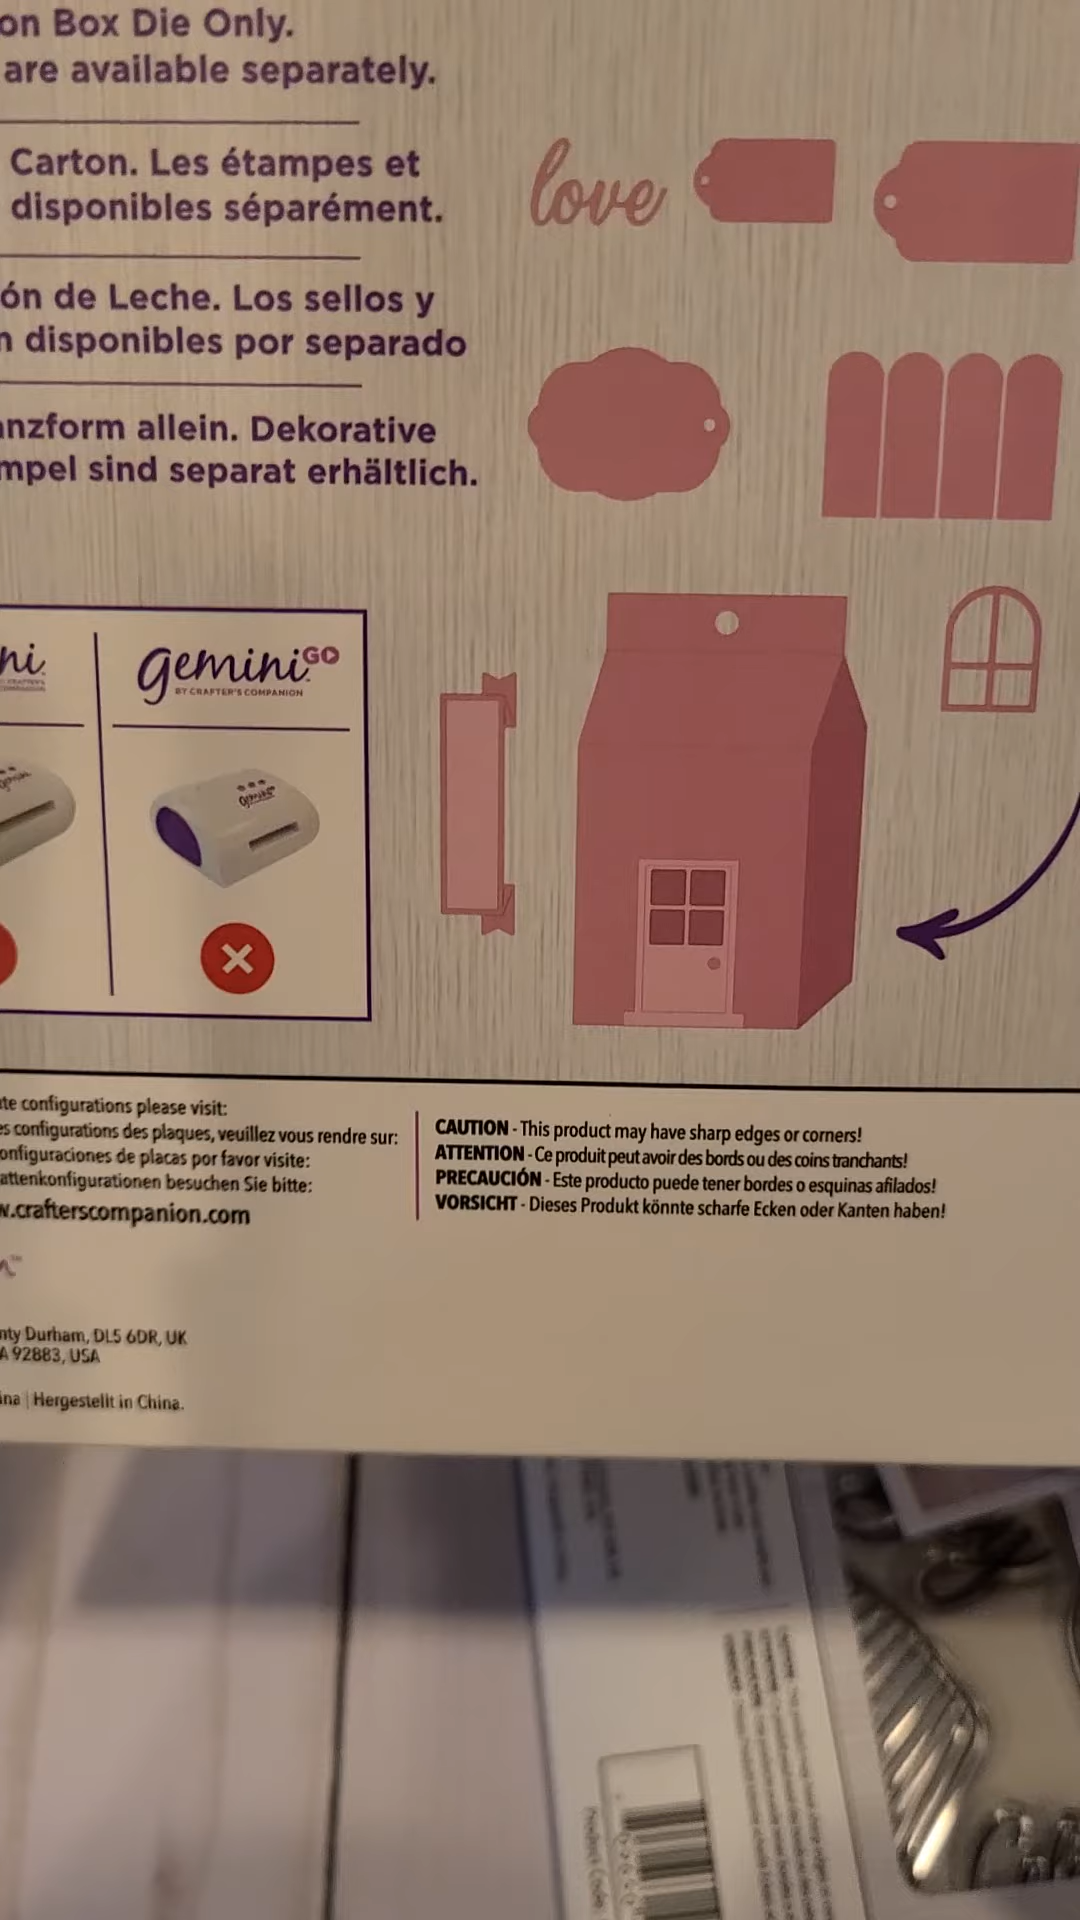 on Box Die Only.
are available separately.
Carton. Les étampes et
disponibles séparément.
ón de Leche. Los sellos y
n disponibles por separado
anzform allein. Dekorative
mpel sind separat erhältlich.
love
ni
gemini GO
BY CRAFTER'S COMPANION
gemini
gemini
te configurations please visit:
es configurations des plaques, veuillez vous rendre sur:
onfiguraciones de placas por favor visite:
attenkonfigurationen besuchen Sie bitte:
w.crafterscompanion.com
CAUTION - This product may have sharp edges or corners!
ATTENTION - Ce produit peut avoir des bords ou des coins tranchants!
PRECAUCIÓN - Este producto puede tener bordes o esquinas afilados!
VORSICHT - Dieses Produkt könnte scharfe Ecken oder Kanten haben!
nty Durham, DL5 6DR, UK
A 92883, USA
ina | Hergestellt in China.
Product Code: